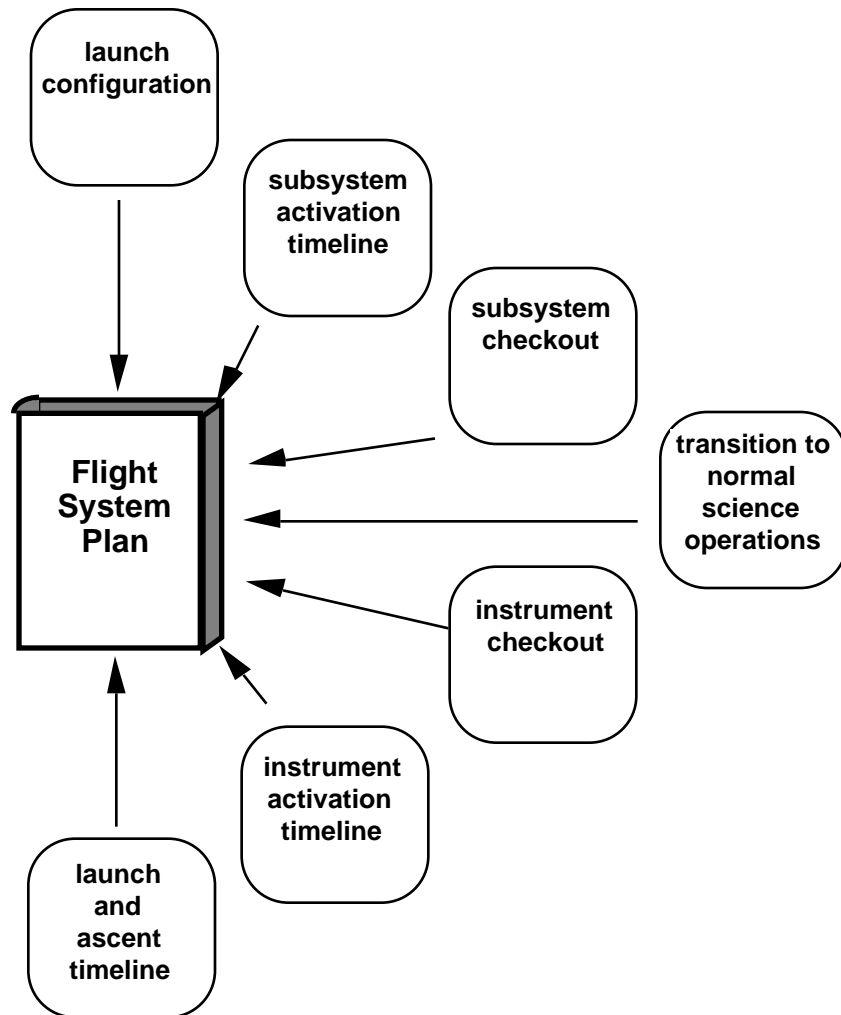 launch
configuration
subsystem
activation
timeline
subsystem
checkout
transition to
normal
science
operations
Flight
System
Plan
instrument
checkout
instrument
activation
timeline
launch
and
ascent
timeline